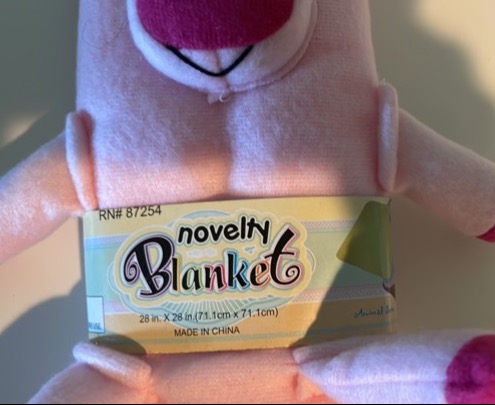 RN# 87254
novelty
Blanket
28 in. X 28 in.(71.1cm x 71.1cm)
MADE IN CHINA